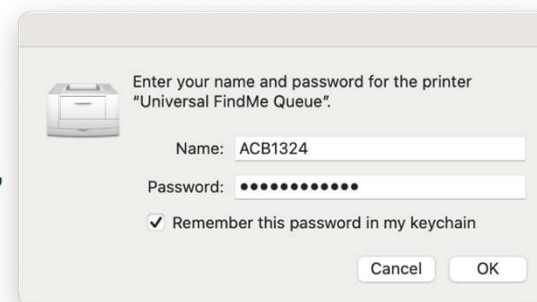 Enter your name and password for the printer
“Universal FindMe Queue”.
Name: ACB1324
Password: ••••••••••••
Remember this password in my keychain
Cancel OK